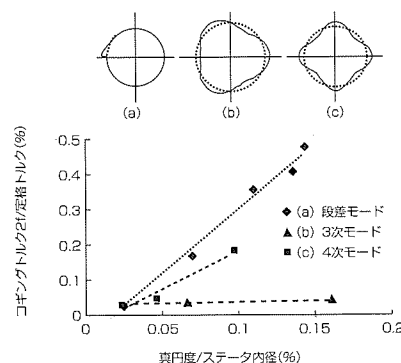 (a) (b) (c)
コギングトルク2f/定格トルク(%)
0.5
0.4
0.3
0.2
0.1
0
(a) 段差モード
(b) 3次モード
(c) 4次モード
0 0.05 0.1 0.15 0.2
真円度/ステータ内径(%)